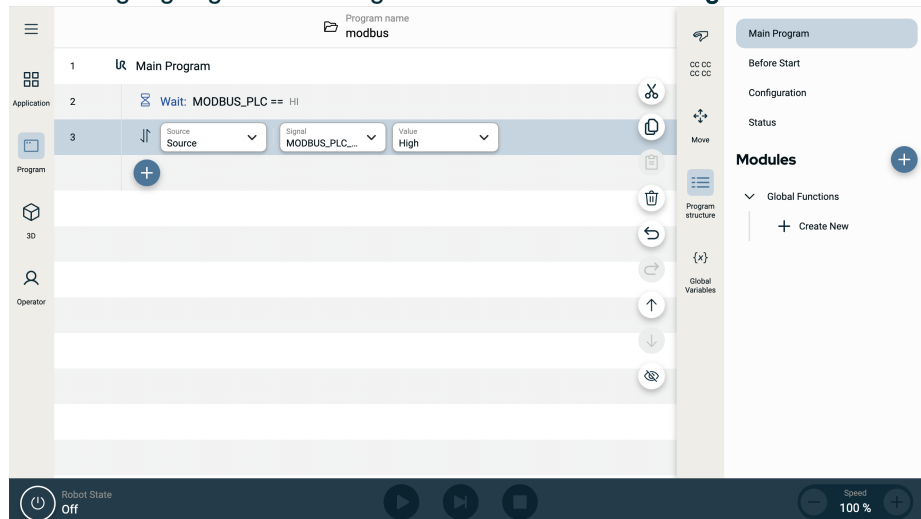 Program name
modbus
Application
Program
3D
Operator
1 Main Program
2 Wait: MODBUS_PLC == HI
3 Source Source Signal MODBUS_PLC_... Value High
CC CC
CC CC
Move
Program structure
{x}
Global Variables
Main Program
Before Start
Configuration
Status
Modules
Global Functions
Create New
Robot State
Off
Speed
100 %